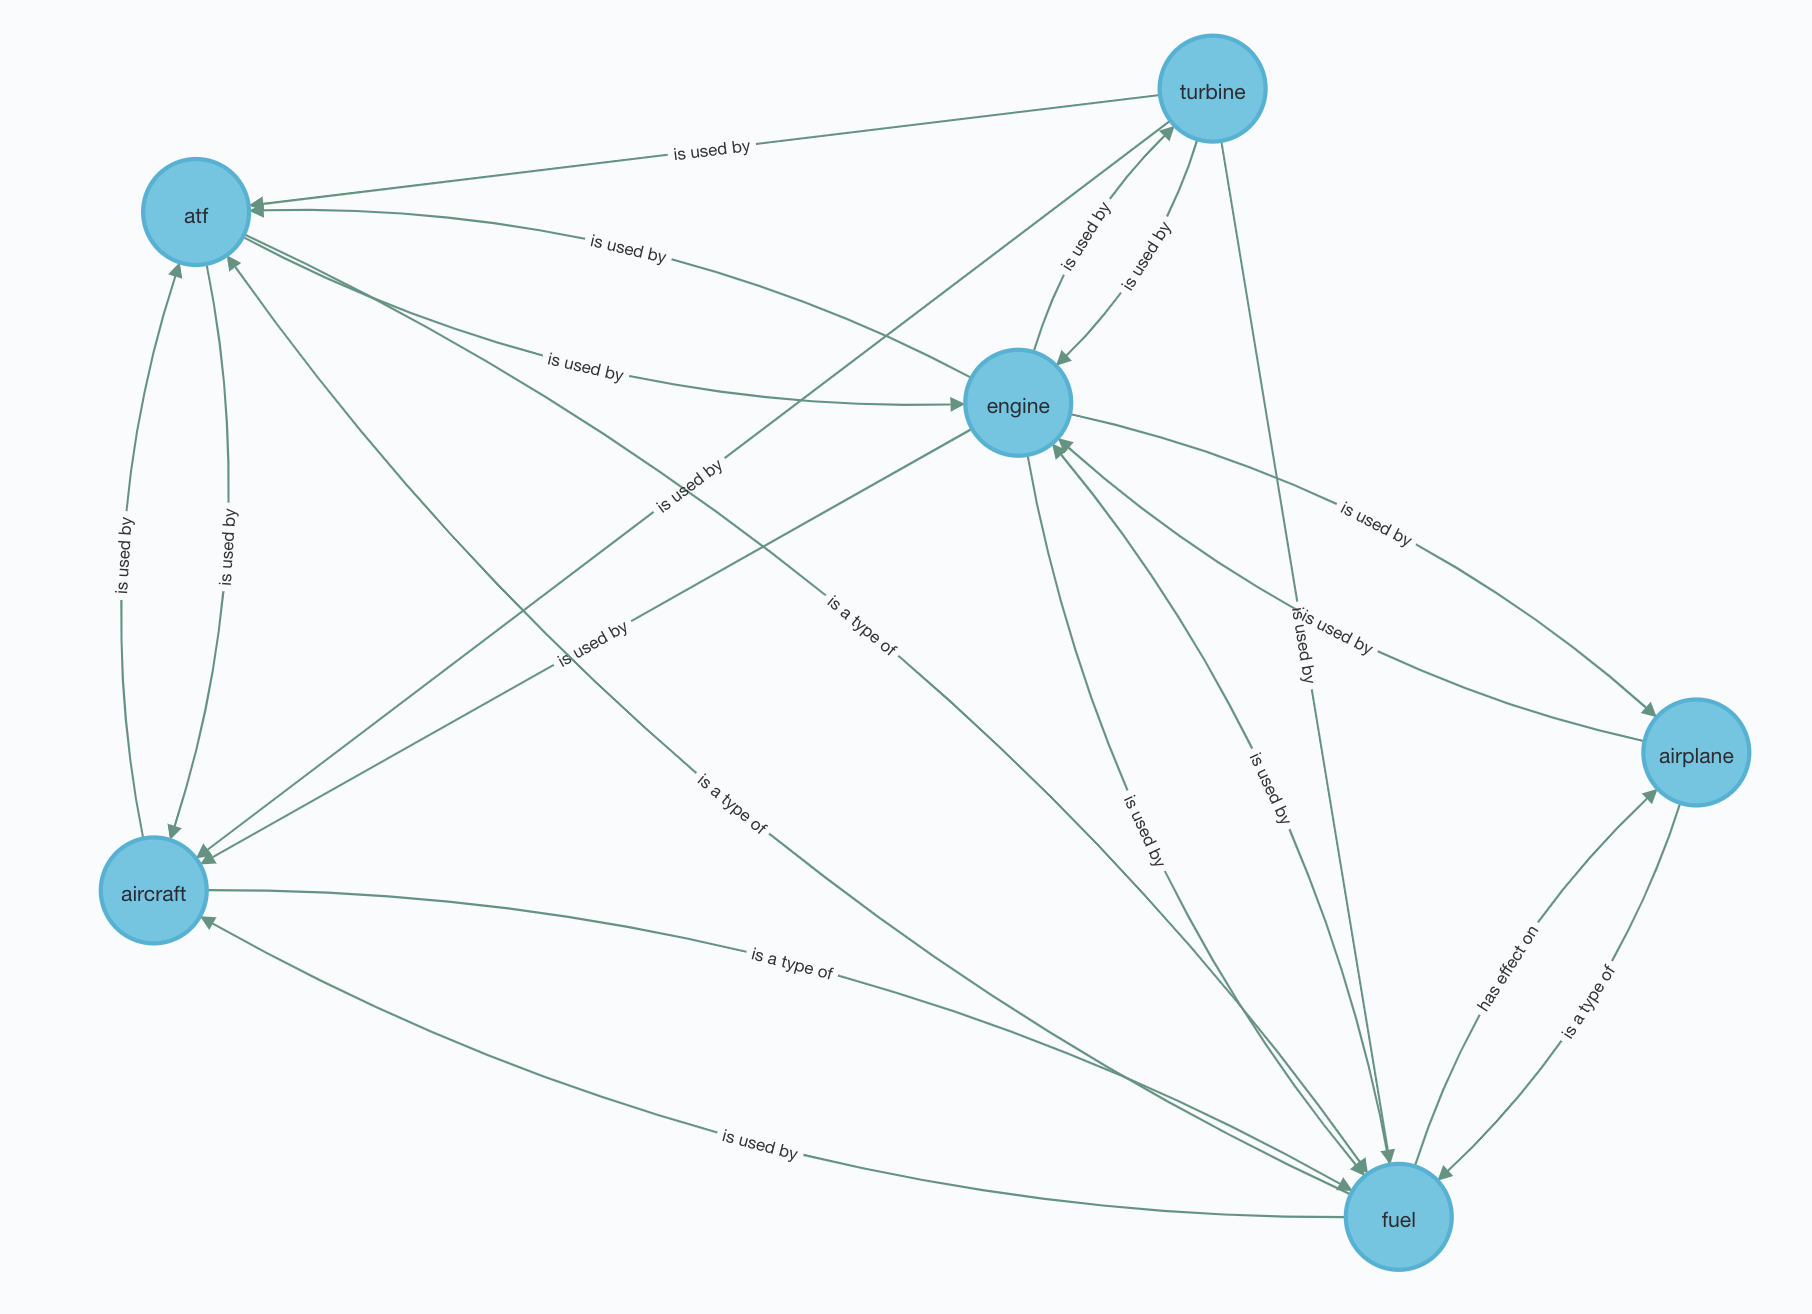 turbine
is used by
atf
is used by
is used by
is used by
is used by
engine
is used by
is used by
is used by
is used by
is used by
is a type of
is used by
is used by
is used by
airplane
is a type of
is used by
is used by
aircraft
is a type of
has effect on
is a type of
is used by
fuel